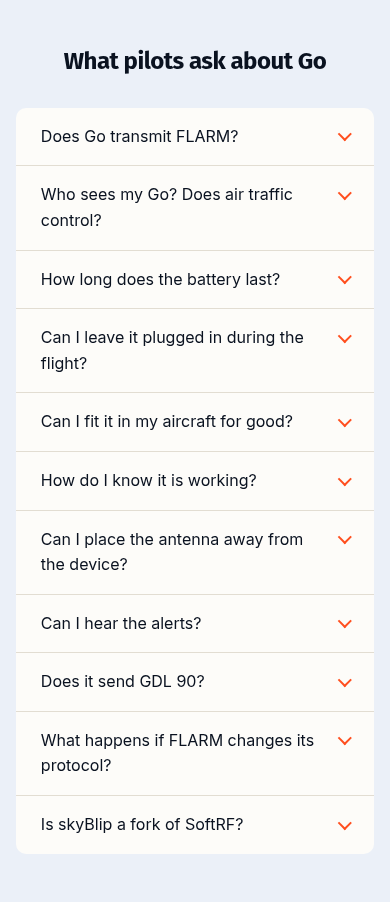 What pilots ask about Go
Does Go transmit FLARM?
Who sees my Go? Does air traffic
control?
How long does the battery last?
Can I leave it plugged in during the
flight?
Can I fit it in my aircraft for good?
How do I know it is working?
Can I place the antenna away from
the device?
Can I hear the alerts?
Does it send GDL 90?
What happens if FLARM changes its
protocol?
Is skyBlip a fork of SoftRF?